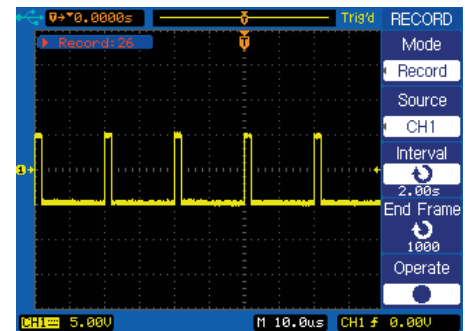 0.0000s
Trig'd
RECORD
Record:26
T
Mode
Record
Source
CH1
Interval
2.00s
End Frame
1000
Operate
1
CH1 5.00V
M 10.0us
CH1 0.00V